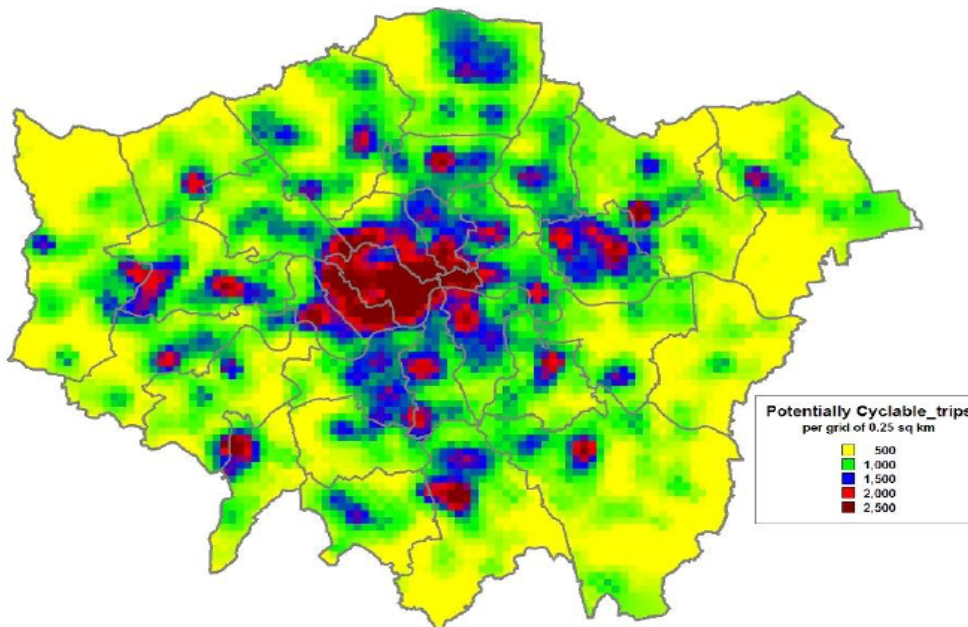 Potentially Cyclable_trips
per grid of 0.25 sq km
500
1,000
1,500
2,000
2,500